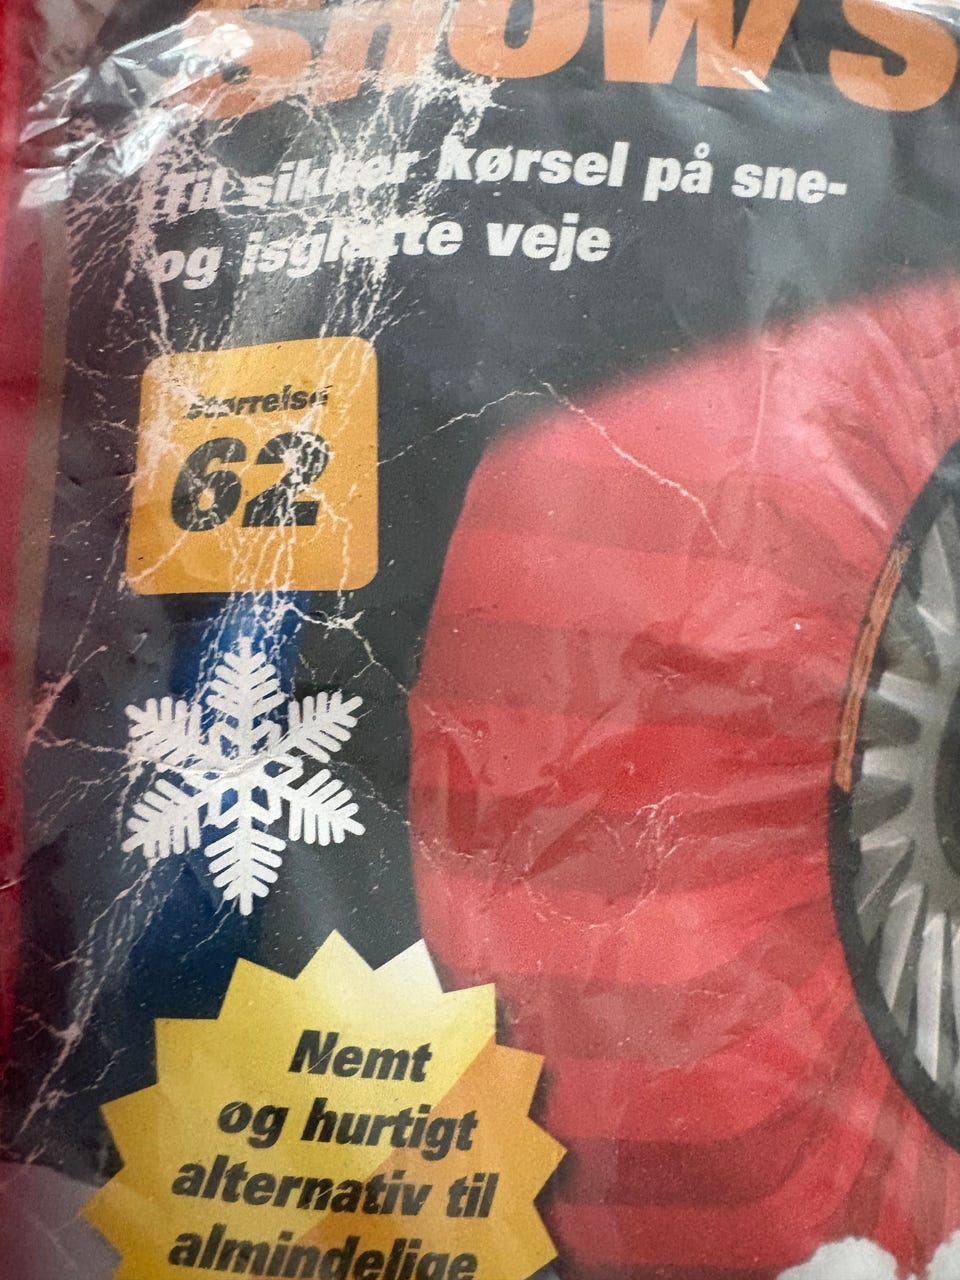 Snows
Til sikker kørsel på sne-
og isglatte veje
Størrelse
62
Nemt
og hurtigt
alternativ til
almindelige